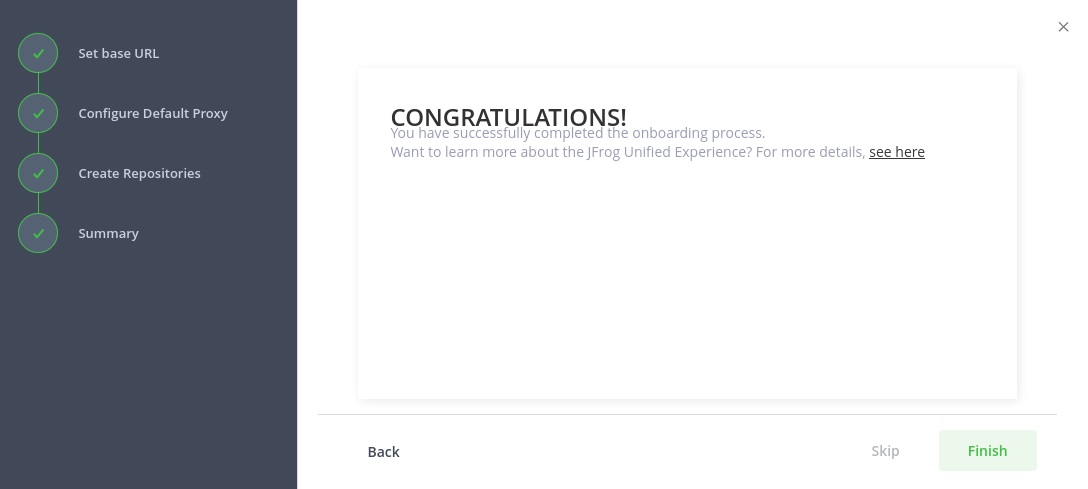 Set base URL
Configure Default Proxy
Create Repositories
Summary
CONGRATULATIONS!
You have successfully completed the onboarding process.
Want to learn more about the JFrog Unified Experience? For more details, see here
Back
Skip
Finish